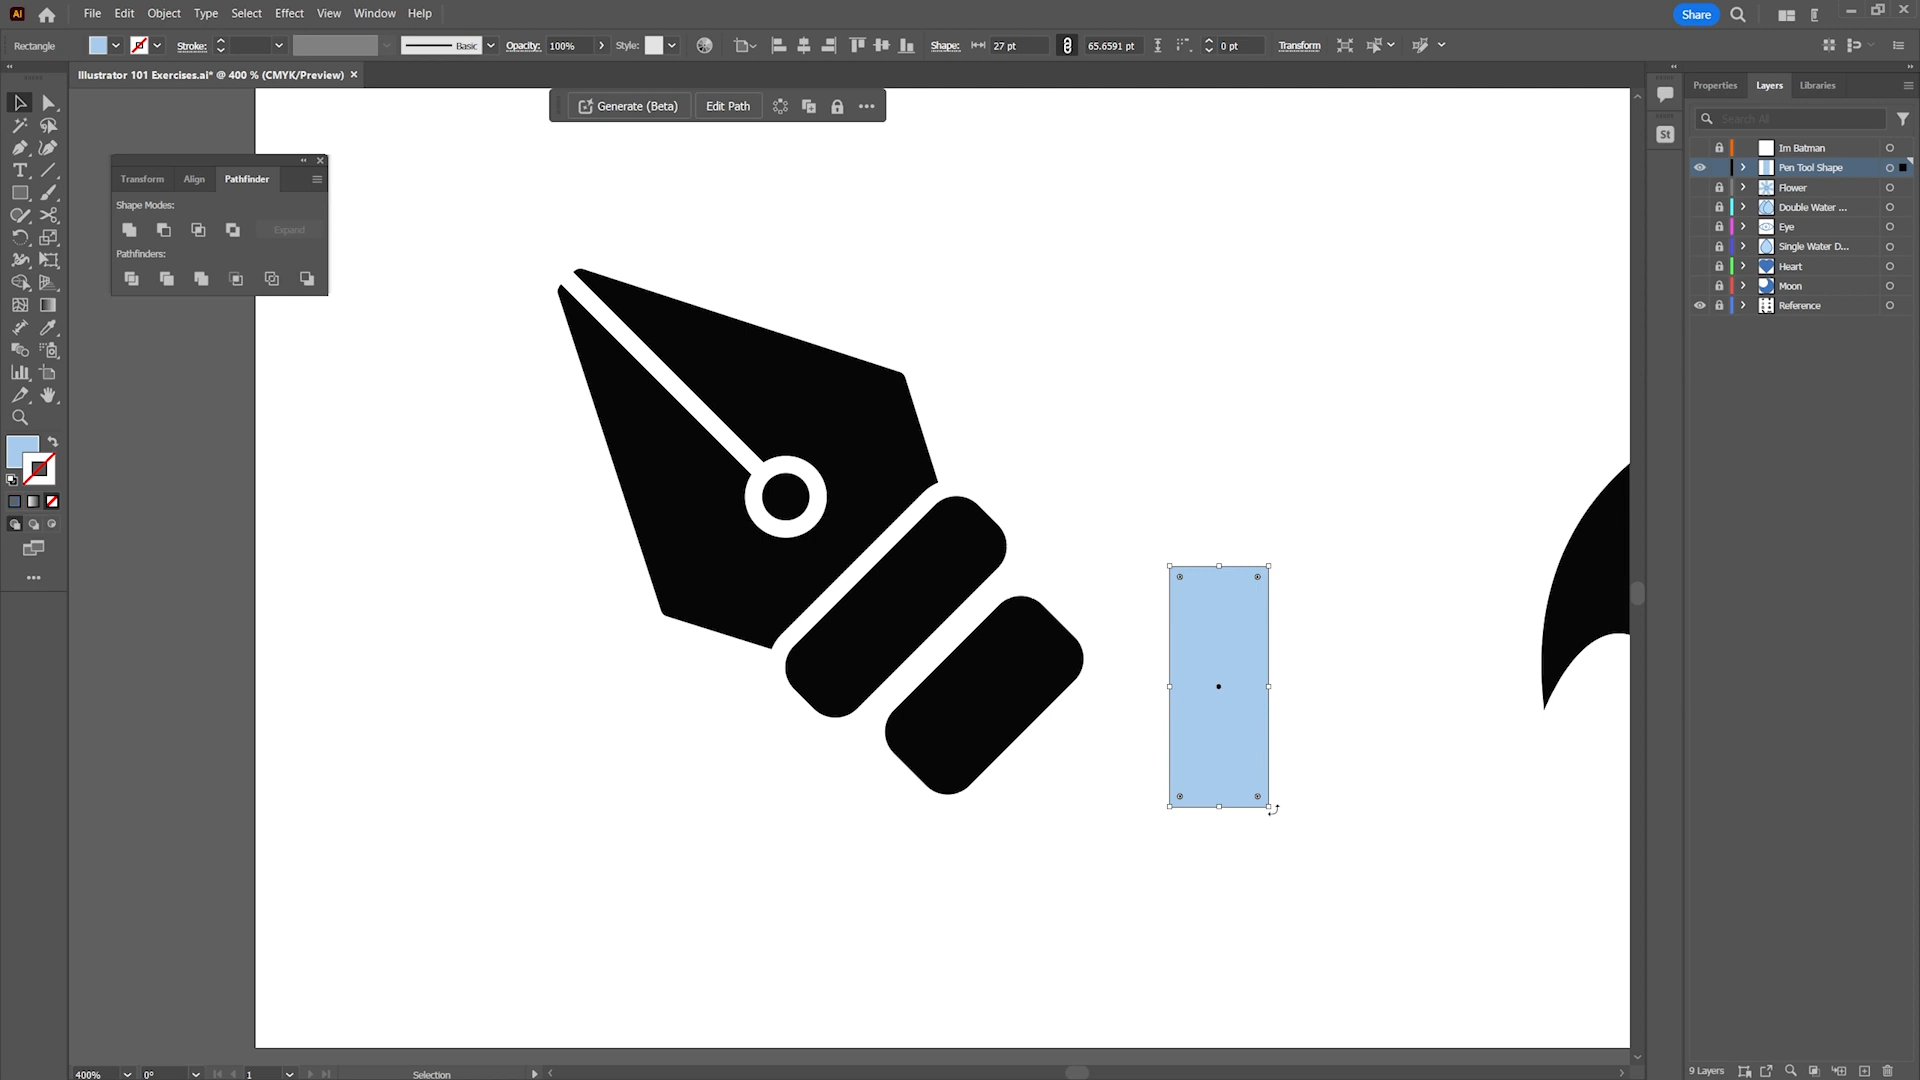 Ai File Edit Object Type Select Effect View Window Help Share
Rectangle Stroke: Basic Opacity: 100% Style: Shape: 27 pt 65.6591 pt 0 pt Transform
Illustrator 101 Exercises.ai* @ 400 % (CMYK/Preview)
Generate (Beta) Edit Path
Transform Align Pathfinder
Shape Modes:
Expand
Pathfinders:
Properties Layers Libraries
Search All
St
Im Batman
Pen Tool Shape
Flower
Double Water ...
Eye
Single Water D...
Heart
Moon
Reference
400% 0° 1 Selection
9 Layers